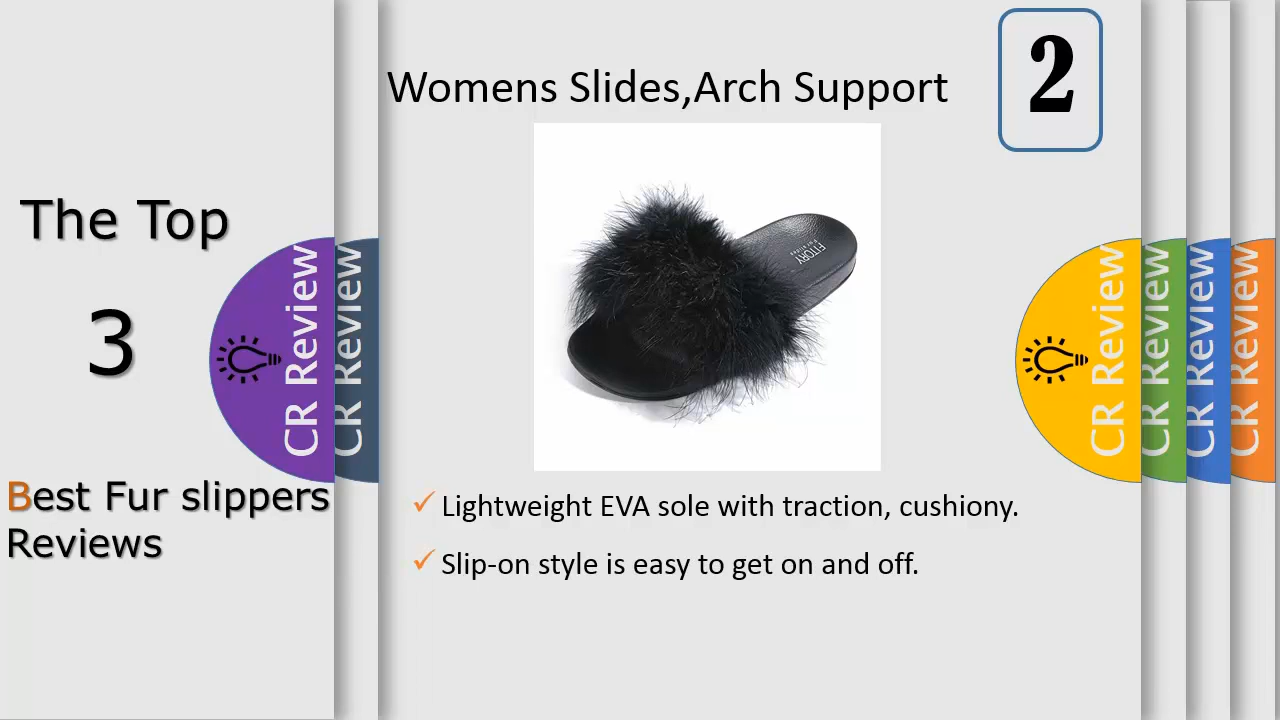 The Top
3
Best Fur slippers
Reviews
CR Review
CR Review
Womens Slides,Arch Support
2
FITORY
✓ Lightweight EVA sole with traction, cushiony.
✓ Slip-on style is easy to get on and off.
CR Review
CR Review
CR Review
CR Review